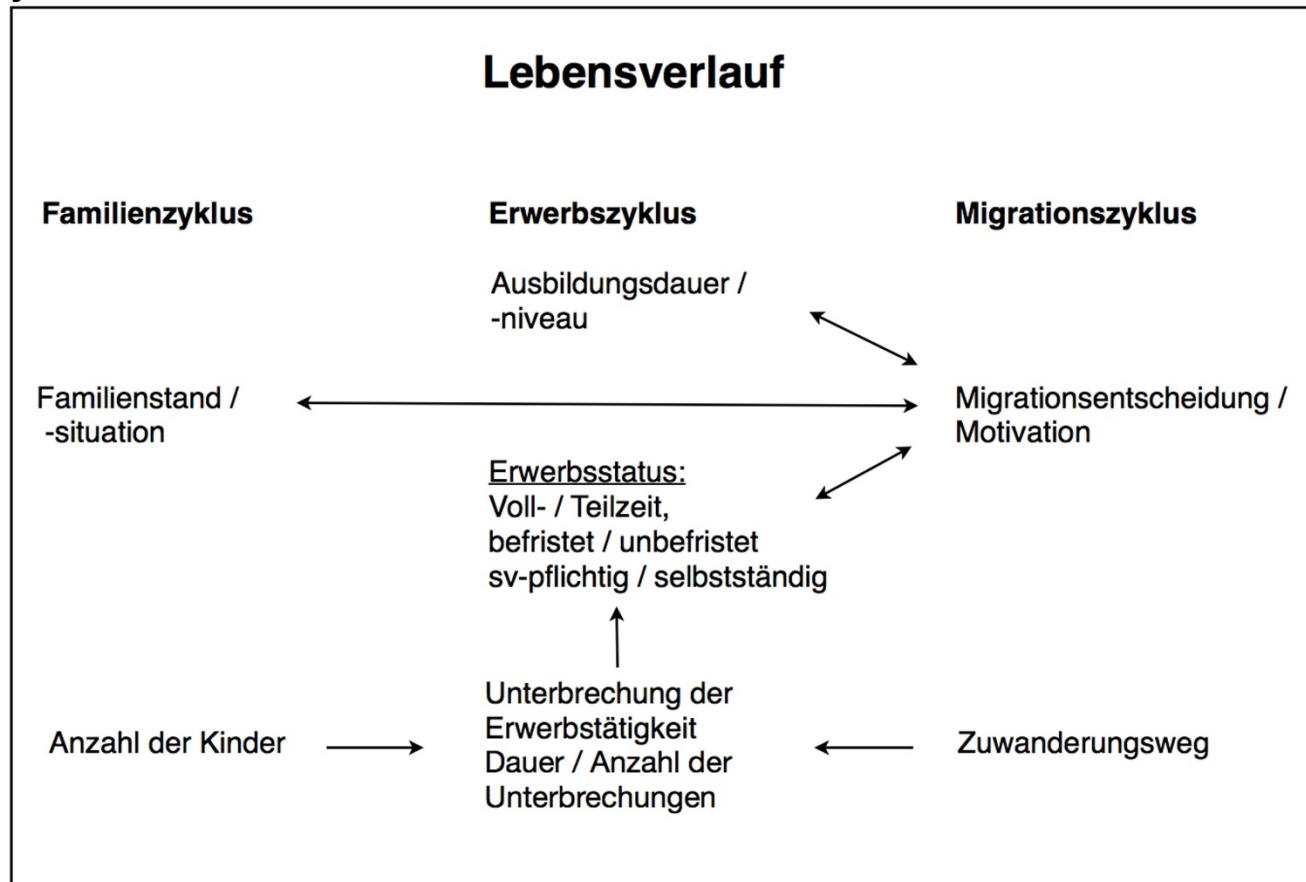 Lebensverlauf
Familienzyklus
Erwerbszyklus
Migrationszyklus
Ausbildungsdauer /
-niveau
Familienstand /
-situation
Migrationsentscheidung /
Motivation
Erwerbsstatus:
Voll- / Teilzeit,
befristet / unbefristet
sv-pflichtig / selbstständig
Anzahl der Kinder
Unterbrechung der
Erwerbstätigkeit
Dauer / Anzahl der
Unterbrechungen
Zuwanderungsweg